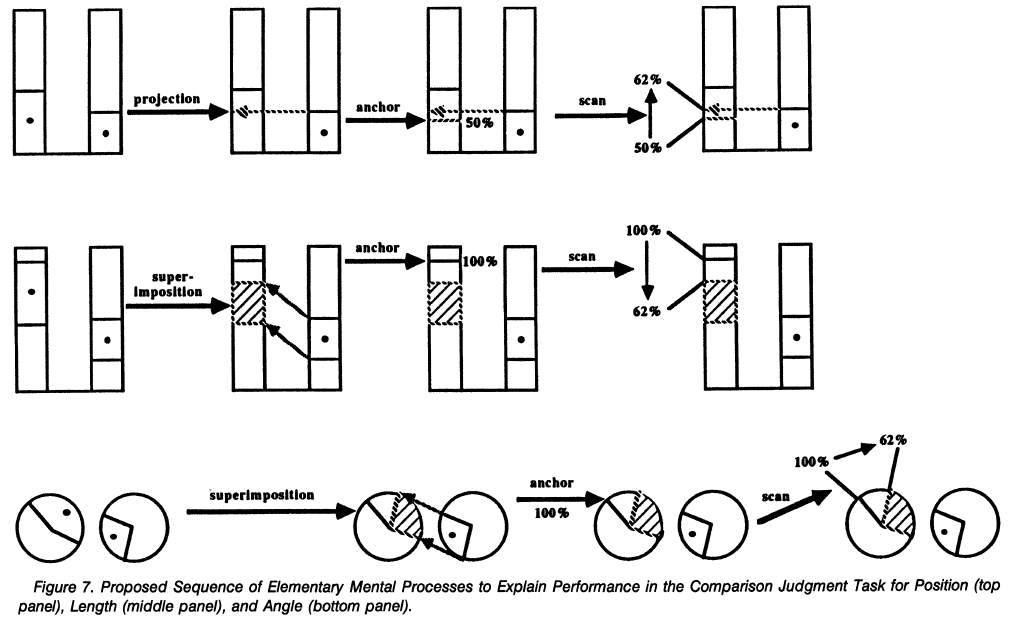 projection
anchor
50%
scan
62%
50%
super-
imposition
anchor
100%
scan
100%
62%
superimposition
anchor
100%
scan
100%
62%
Figure 7. Proposed Sequence of Elementary Mental Processes to Explain Performance in the Comparison Judgment Task for Position (top
panel), Length (middle panel), and Angle (bottom panel).